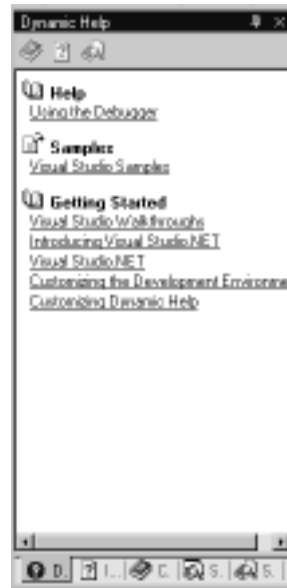 Dynamic Help
Help
Using the Debugger
Samples
Visual Studio Samples
Getting Started
Visual Studio Walkthroughs
Introducing Visual Studio.NET
Visual Studio.NET
Customizing the Development Environme
Customizing Dynamic Help
D. I... C. S. S.